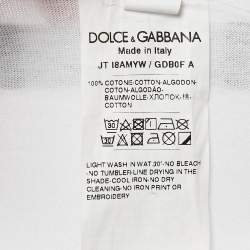 DOLCE & GABBANA
Made in Italy
JT I8AMYW / GDB0F A
100% COTONE-COTTON-ALGODON-
COTON-ALGODÃO-
BAUMWOLLE-ХЛОПОК-棉-
COTTON
30
30
LIGHT WASH IN WAT.30°-NO BLEACH
-NO TUMBLER-LINE DRYING IN THE
SHADE-COOL IRON-NO DRY
CLEANING-NO IRON PRINT OR
EMBROIDERY